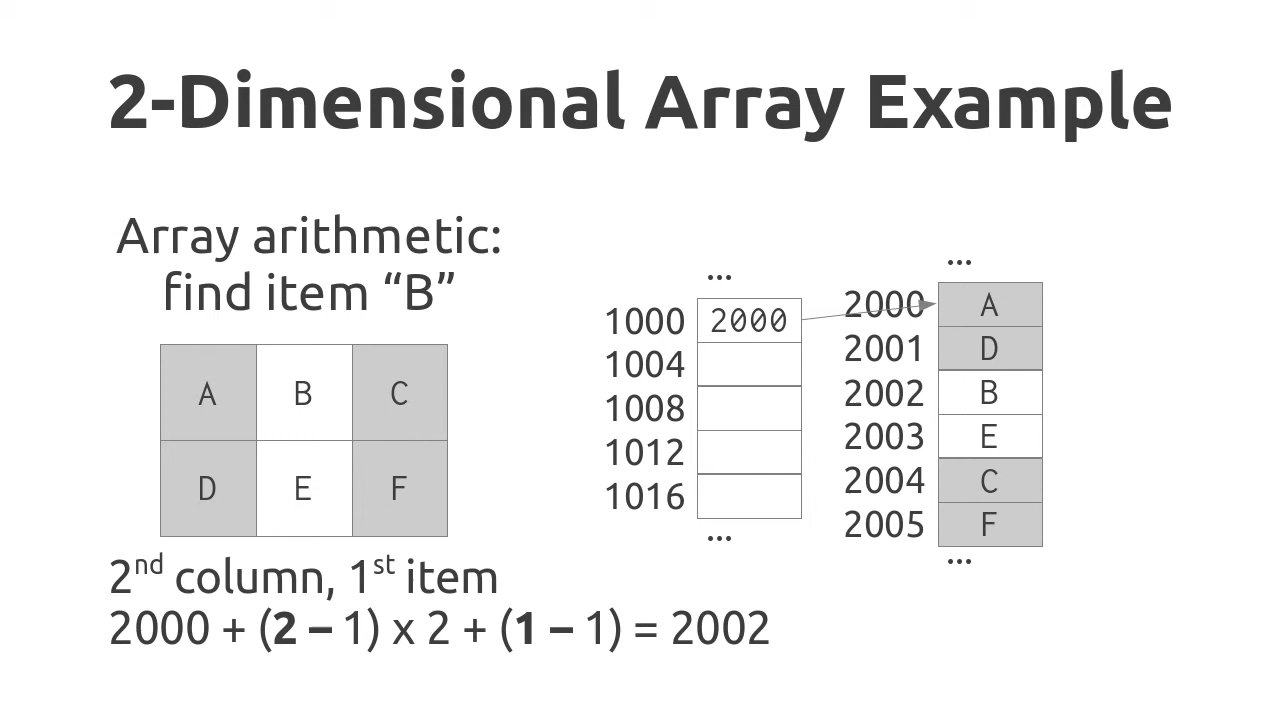 2-Dimensional Array Example
Array arithmetic:
find item “B”
A B C
D E F
2nd column, 1st item
2000 + (2 – 1) x 2 + (1 – 1) = 2002
...
1000 2000
1004
1008
1012
1016
...
...
2000 A
2001 D
2002 B
2003 E
2004 C
2005 F
...